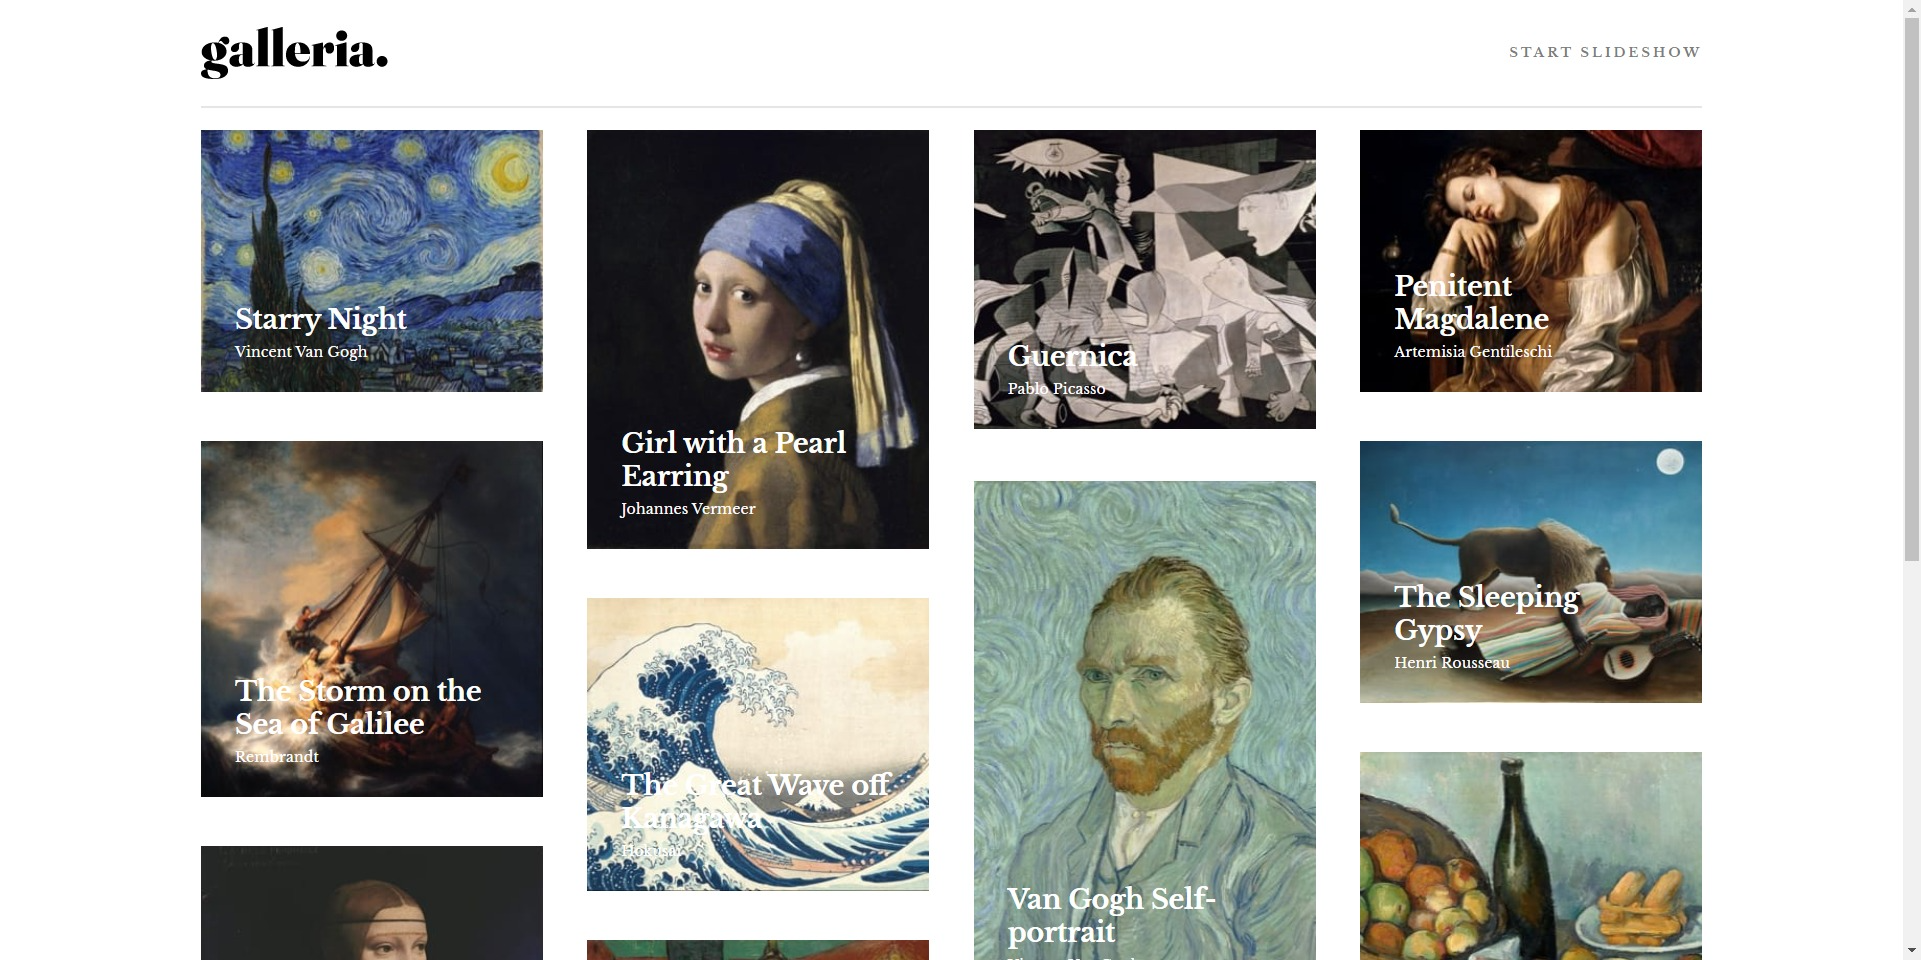 galleria.
START SLIDESHOW
Starry Night
Vincent Van Gogh
Girl with a Pearl
Earring
Johannes Vermeer
Guernica
Pablo Picasso
Penitent
Magdalene
Artemisia Gentileschi
The Storm on the
Sea of Galilee
Rembrandt
The Great Wave off
Kanagawa
Hokusai
Van Gogh Self-
portrait
The Sleeping
Gypsy
Henri Rousseau